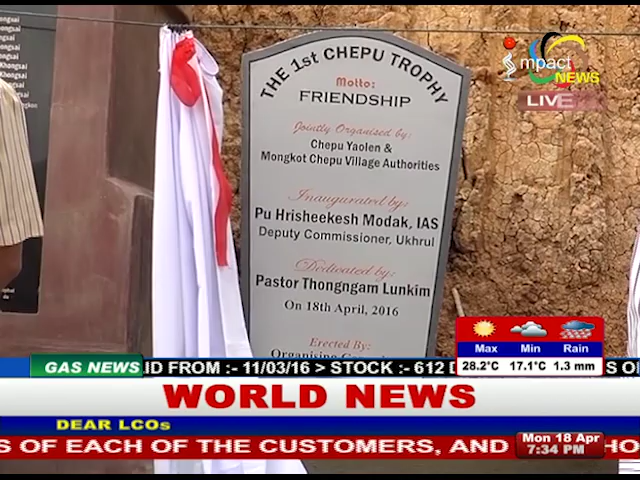 THE 1st CHEPU TROPHY
Motto:
FRIENDSHIP
Jointly Organised by:
Chepu Yaolen &
Mongkot Chepu Village Authorities
Inaugurated by:
Pu Hrisheekesh Modak, IAS
Deputy Commissioner, Ukhrul
Dedicated by:
Pastor Thongngam Lunkim
On 18th April, 2016
Erected By:
Organising
mpact
NEWS
LIVE
Max Min Rain
28.2°C 17.1°C 1.3 mm
GAS NEWS ID FROM :- 11/03/16 > STOCK :- 612
WORLD NEWS
DEAR LCOs
S OF EACH OF THE CUSTOMERS, AND
Mon 18 Apr
7:34 PM